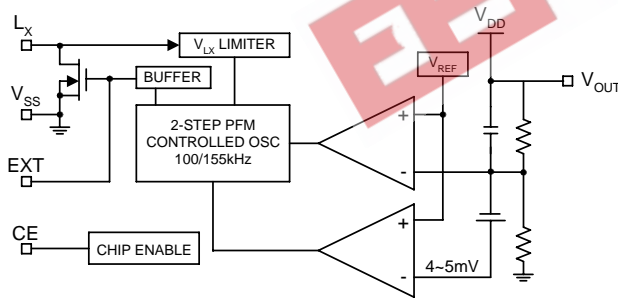 LX
VLX LIMITER
VDD
BUFFER
VREF
VSS
VOUT
2-STEP PFM
CONTROLLED OSC
100/155kHz
+
-
EXT
+
CE
CHIP ENABLE
4~5mV
-